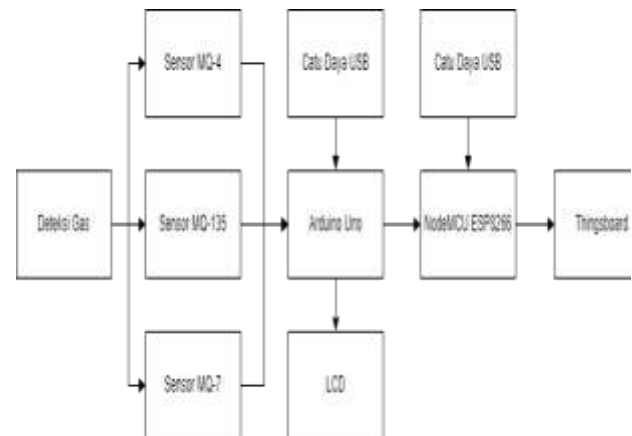 Sensor MQ-4
Catu Daya USB
Catu Daya USB
Deteksi Gas
Sensor MQ-135
Arduino Uno
NodeMCU ESP8266
Thingsboard
Sensor MQ-7
LCD